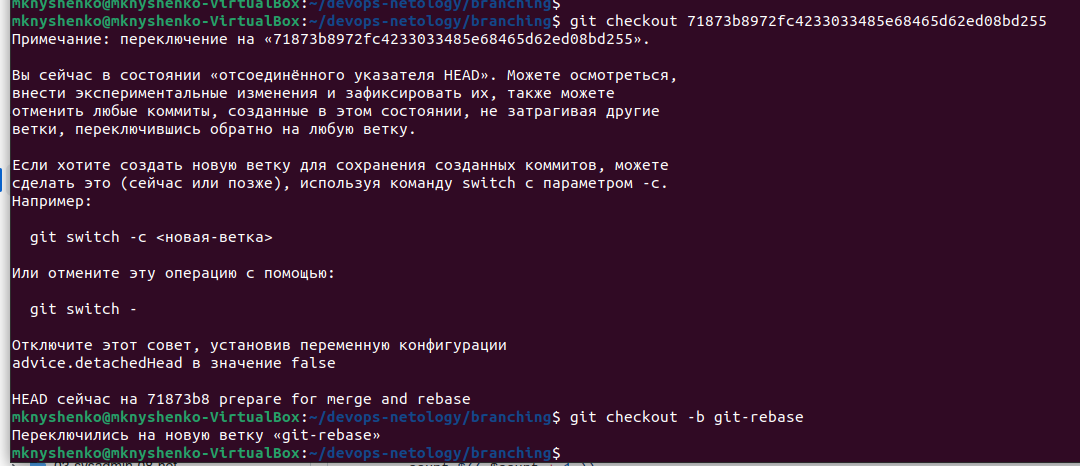 mknyshenko@mknyshenko-VirtualBox:~/devops-netology/branching$
mknyshenko@mknyshenko-VirtualBox:~/devops-netology/branching$ git checkout 71873b8972fc4233033485e68465d62ed08bd255
Примечание: переключение на «71873b8972fc4233033485e68465d62ed08bd255».
Вы сейчас в состоянии «отсоединённого указателя HEAD». Можете осмотреться,
внести экспериментальные изменения и зафиксировать их, также можете
отменить любые коммиты, созданные в этом состоянии, не затрагивая другие
ветки, переключившись обратно на любую ветку.
Если хотите создать новую ветку для сохранения созданных коммитов, можете
сделать это (сейчас или позже), используя команду switch с параметром -c.
Например:
git switch -c <новая-ветка>
Или отмените эту операцию с помощью:
git switch -
Отключите этот совет, установив переменную конфигурации
advice.detachedHead в значение false
HEAD сейчас на 71873b8 prepare for merge and rebase
mknyshenko@mknyshenko-VirtualBox:~/devops-netology/branching$ git checkout -b git-rebase
Переключились на новую ветку «git-rebase»
mknyshenko@mknyshenko-VirtualBox:~/devops-netology/branching$